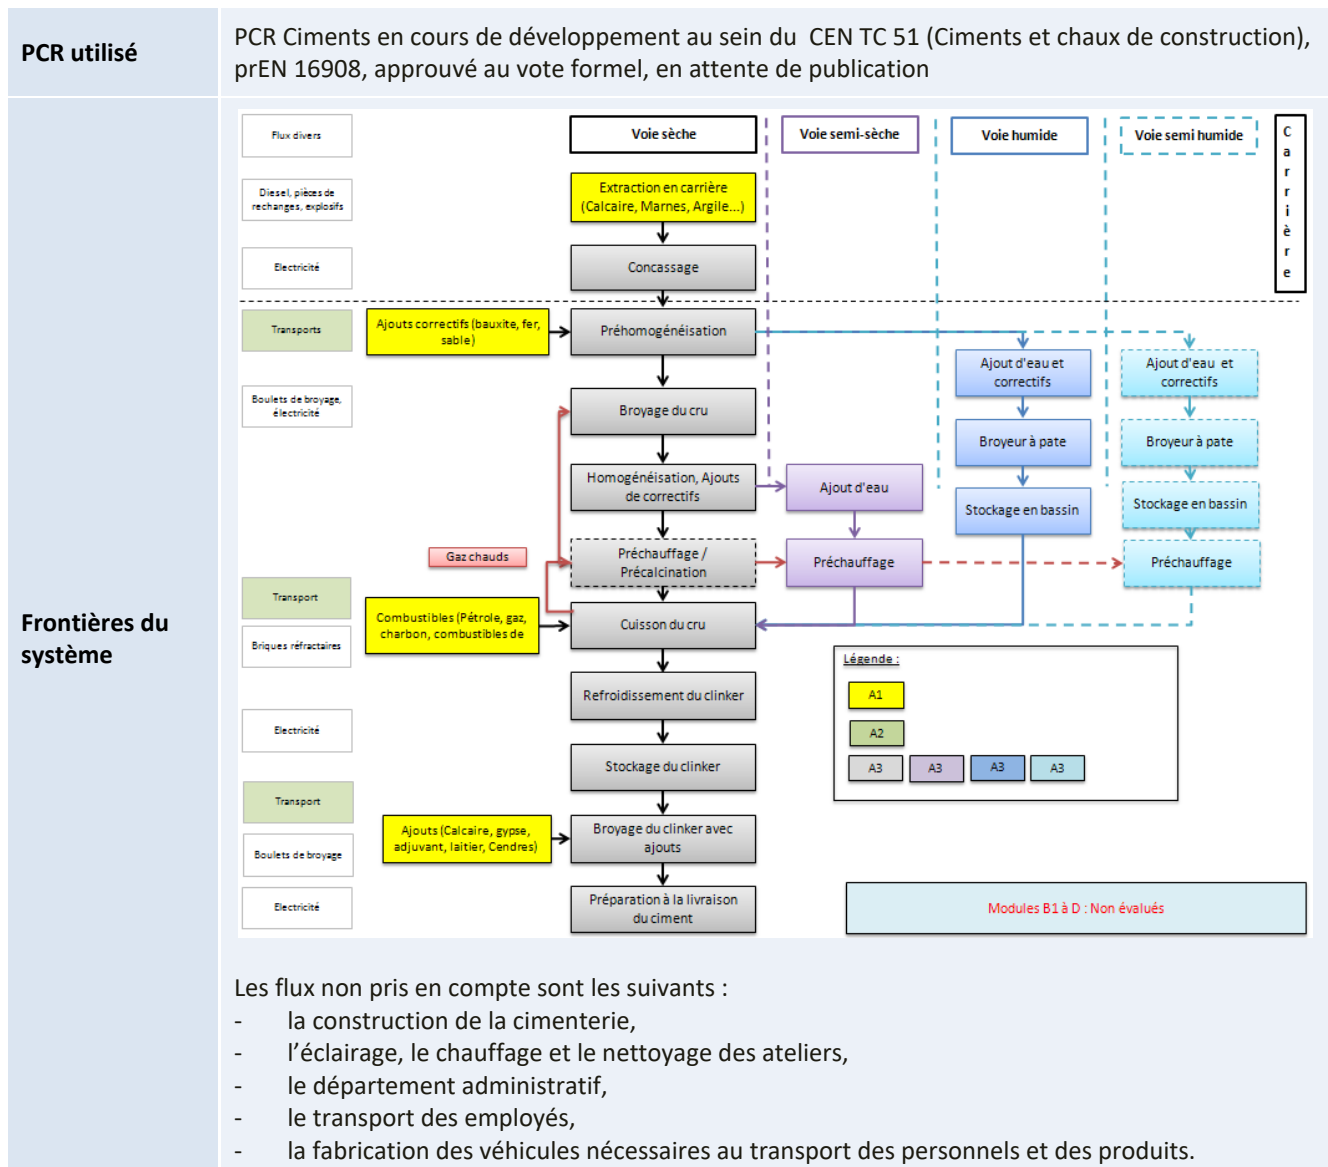 PCR utilisé
PCR Ciments en cours de développement au sein du CEN TC 51 (Ciments et chaux de construction),
prEN 16908, approuvé au vote formel, en attente de publication
Frontières du
système
Flux divers
Voie sèche
Voie semi-sèche
Voie humide
Voie semi humide
Carrière
Diesel, pièces de
rechanges, explosifs
Extraction en carrière
(Calcaire, Marnes, Argile...)
Electricité
Concassage
Transports
Ajouts correctifs (bauxite, fer,
sable)
Préhomogénéisation
Ajout d'eau et
correctifs
Ajout d'eau et
correctifs
Boulets de broyage,
électricité
Broyage du cru
Broyeur à pate
Broyeur à pate
Homogénéisation, Ajouts
de correctifs
Ajout d'eau
Stockage en bassin
Stockage en bassin
Gaz chauds
Préchauffage /
Précalcination
Préchauffage
Préchauffage
Transport
Combustibles (Pétrole, gaz,
charbon, combustibles de
Cuisson du cru
Briques réfractaires
Légende :
A1
A2
A3
A3
A3
A3
Refroidissement du clinker
Electricité
Stockage du clinker
Transport
Ajouts (Calcaire, gypse,
adjuvant, laitier, Cendres)
Broyage du clinker avec
ajouts
Boulets de broyage
Electricité
Préparation à la livraison
du ciment
Modules B1 à D : Non évalués
Les flux non pris en compte sont les suivants :
- la construction de la cimenterie,
- l'éclairage, le chauffage et le nettoyage des ateliers,
- le département administratif,
- le transport des employés,
- la fabrication des véhicules nécessaires au transport des personnels et des produits.